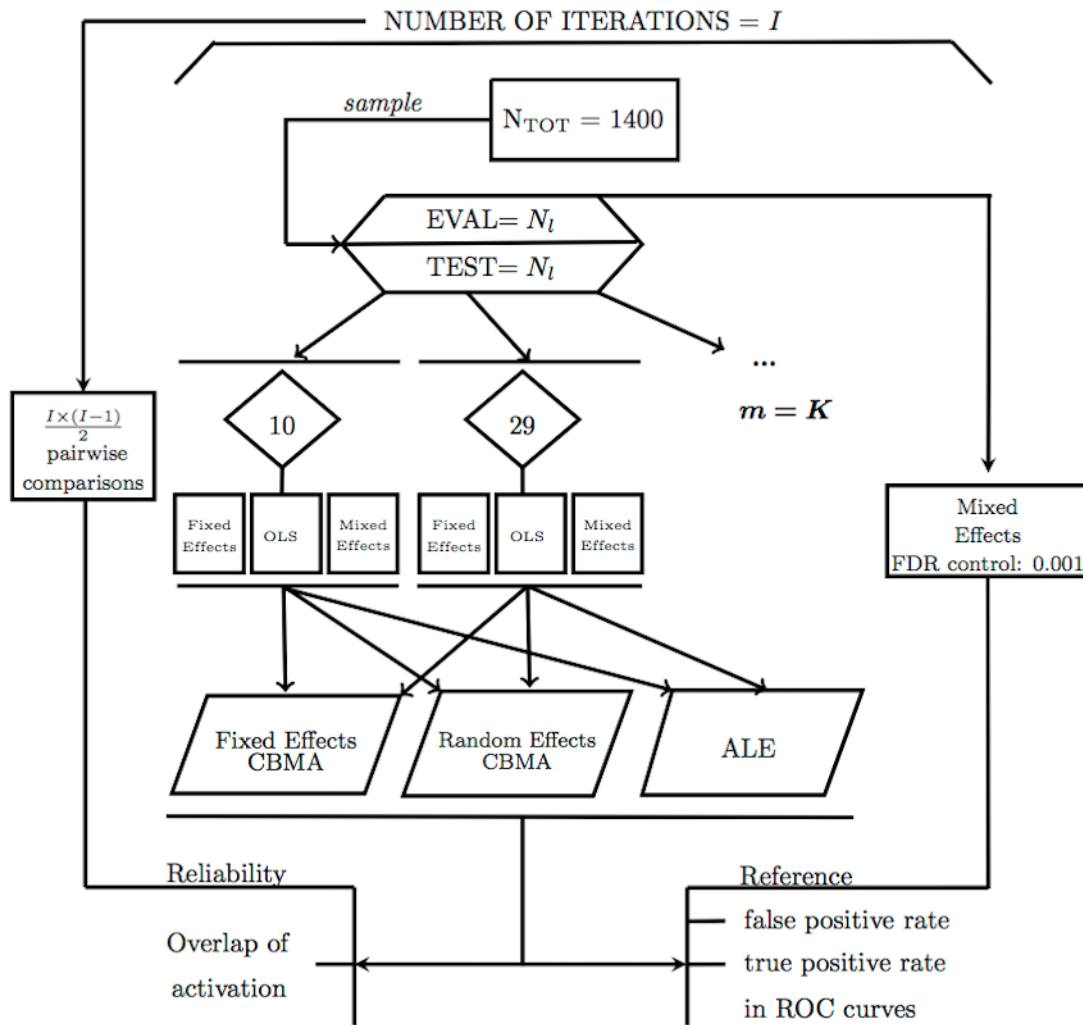 NUMBER OF ITERATIONS = I
sample
N_TOT = 1400
EVAL= N_l
TEST= N_l
...
m = K
10
29
I×(I−1)
2
pairwise
comparisons
Fixed
Effects
OLS
Mixed
Effects
Fixed
Effects
OLS
Mixed
Effects
Mixed
Effects
FDR control: 0.001
Fixed Effects
CBMA
Random Effects
CBMA
ALE
Reliability
Overlap of
activation
Reference
false positive rate
true positive rate
in ROC curves